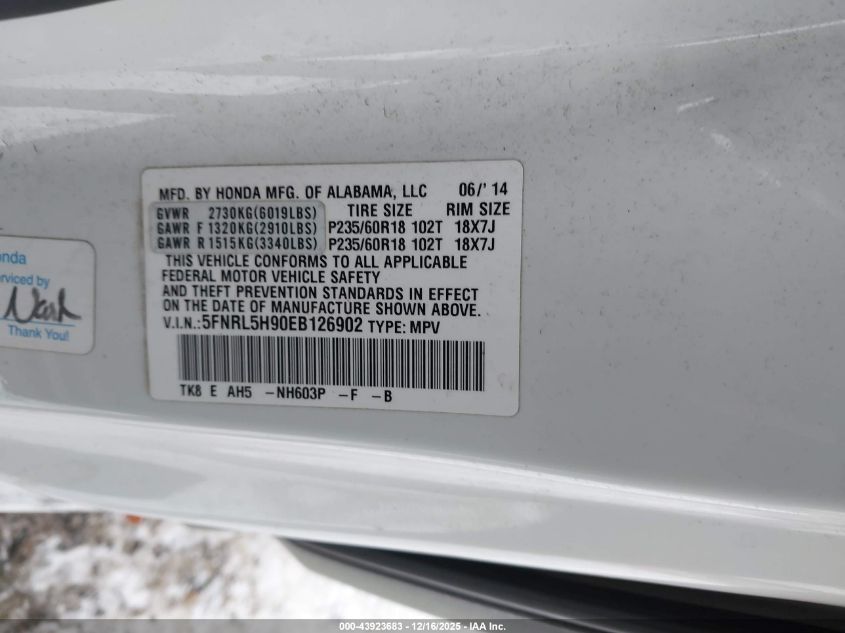 MFD. BY HONDA MFG. OF ALABAMA, LLC 06/' 14
GVWR 2730KG(6019LBS) TIRE SIZE RIM SIZE
GAWR F 1320KG(2910LBS) P235/60R18 102T 18X7J
GAWR R 1515KG(3340LBS) P235/60R18 102T 18X7J
THIS VEHICLE CONFORMS TO ALL APPLICABLE
FEDERAL MOTOR VEHICLE SAFETY
AND THEFT PREVENTION STANDARDS IN EFFECT
ON THE DATE OF MANUFACTURE SHOWN ABOVE.
V.I.N.:5FNRL5H90EB126902 TYPE: MPV
TK8 E AH5 -NH603P -F -B
onda
erviced by
Thank You!
000-43923683 - 12/16/2025 - IAA Inc.